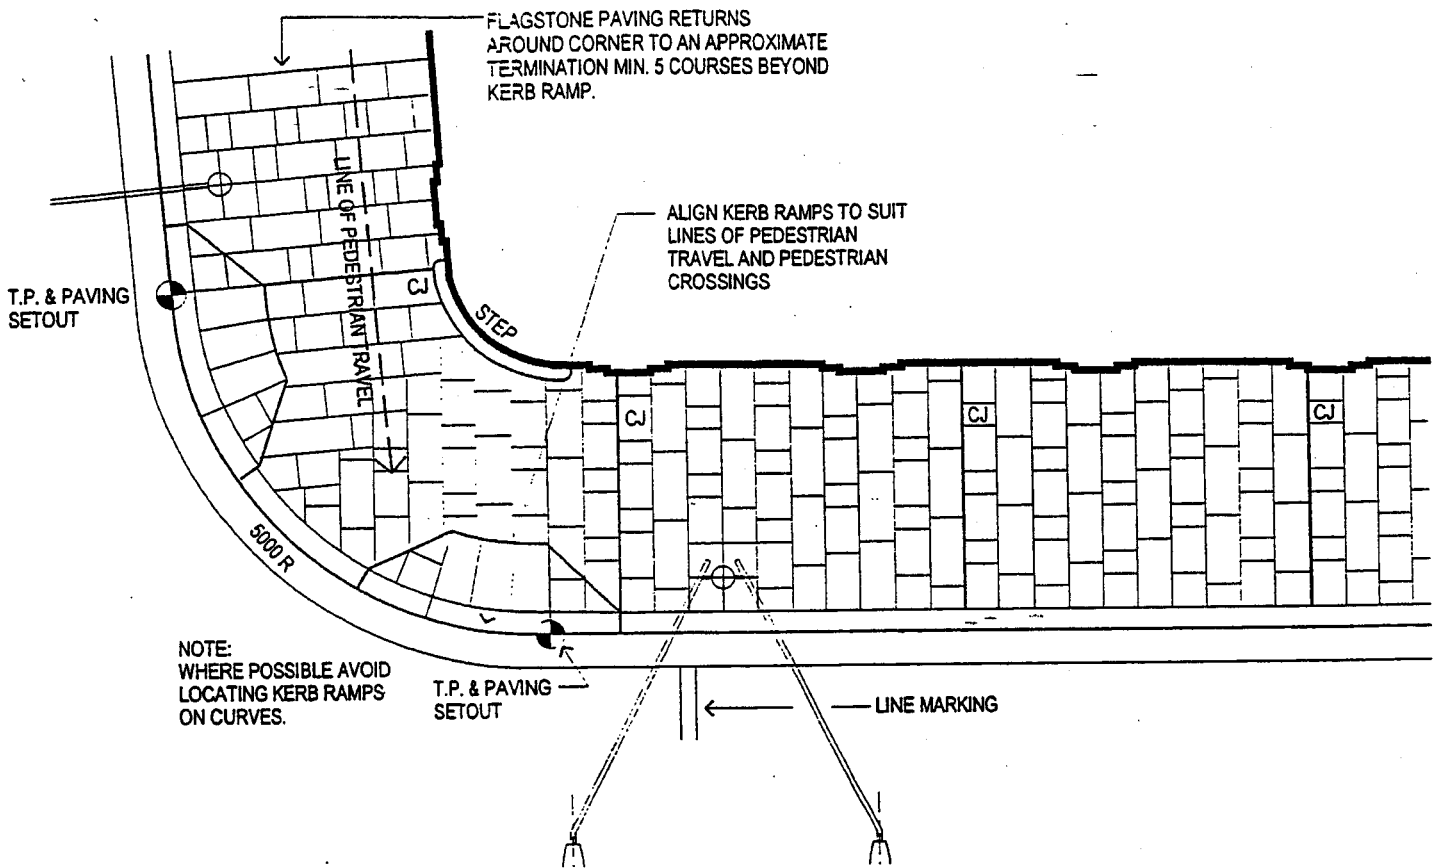 FLAGSTONE PAVING RETURNS
AROUND CORNER TO AN APPROXIMATE
TERMINATION MIN. 5 COURSES BEYOND
KERB RAMP.
LINE OF PEDESTRIAN TRAVEL
ALIGN KERB RAMPS TO SUIT
LINES OF PEDESTRIAN
TRAVEL AND PEDESTRIAN
CROSSINGS
T.P. & PAVING
SETOUT
CJ
STEP
CJ
CJ
CJ
5000 R
NOTE:
WHERE POSSIBLE AVOID
LOCATING KERB RAMPS
ON CURVES.
T.P. & PAVING
SETOUT
LINE MARKING